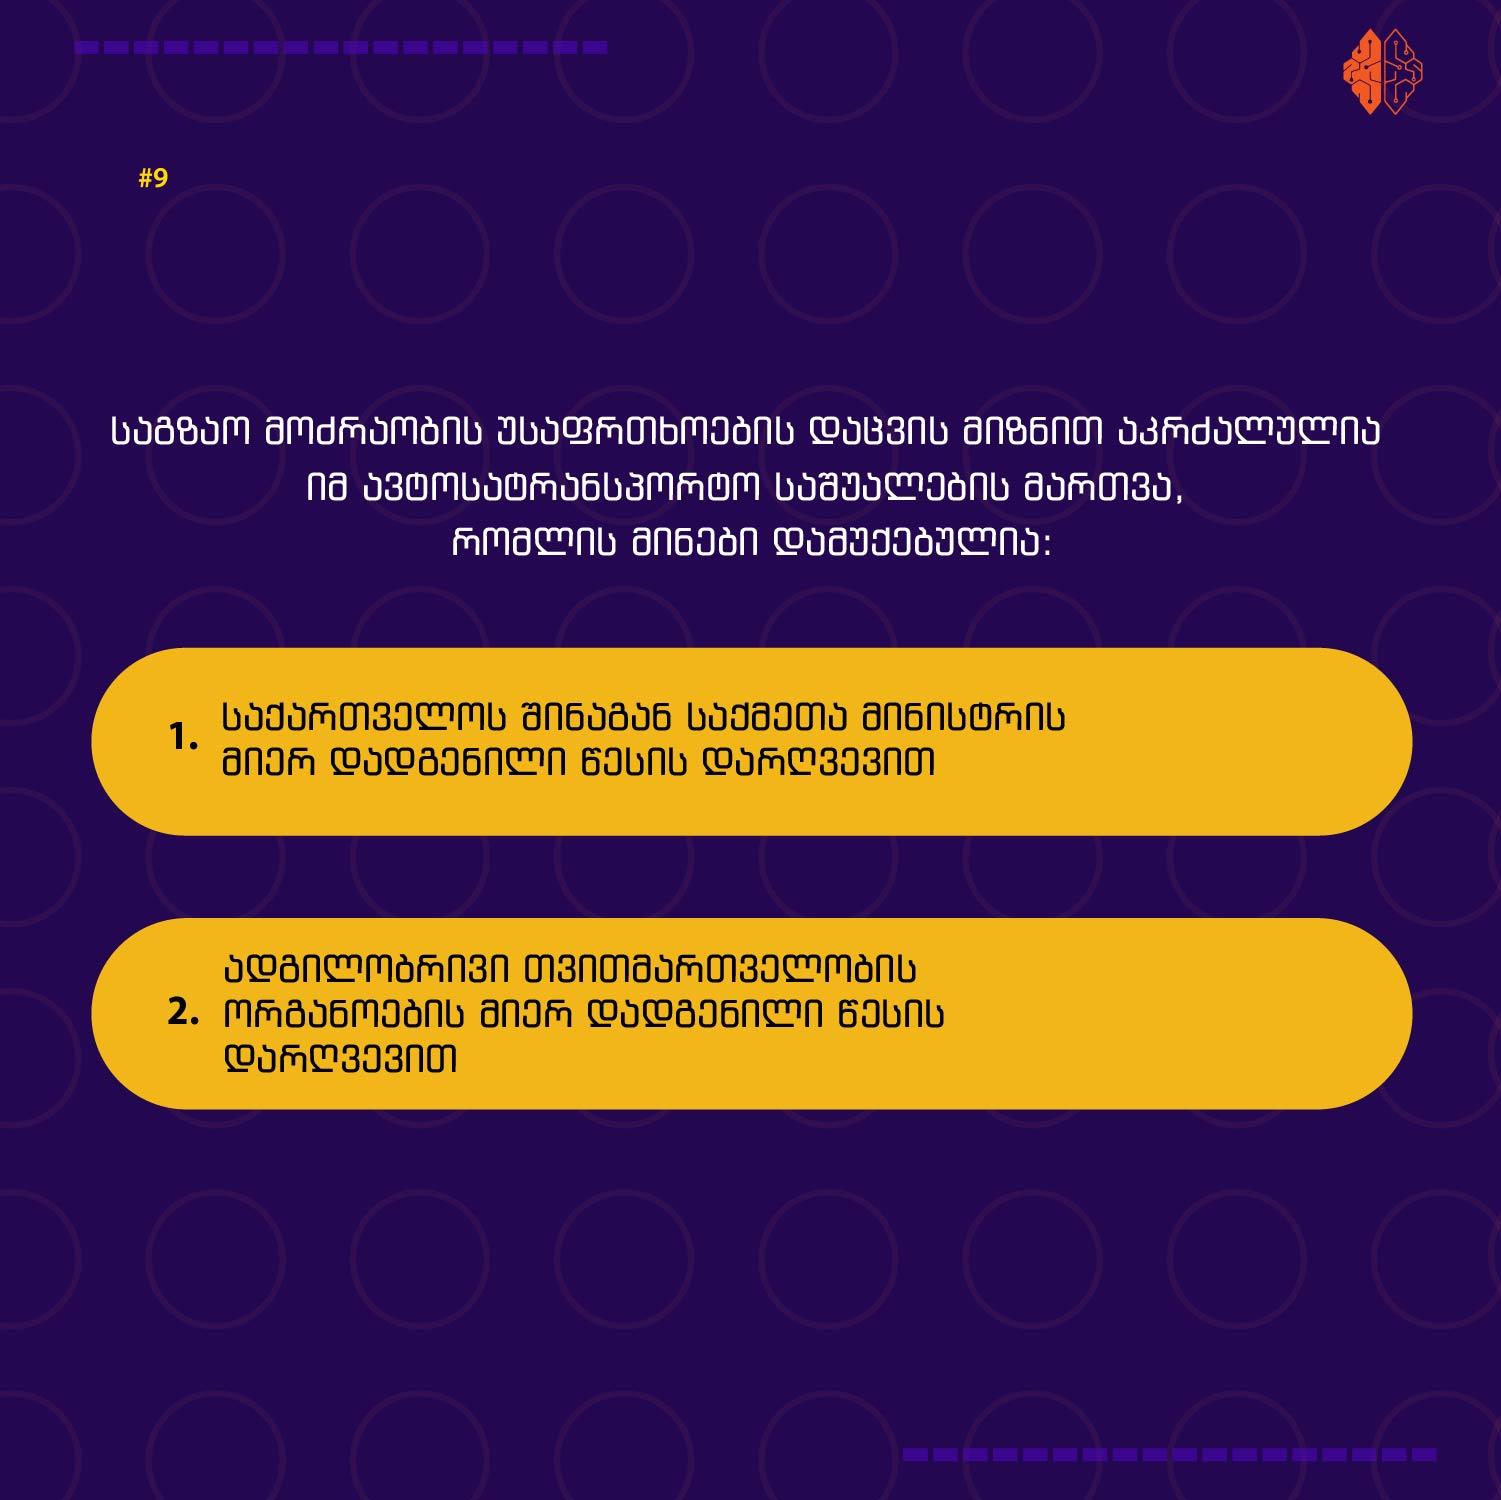 #9
საგზაო მოძრაობის უსაფრთხოების დაცვის მიზნით აკრძალულია
იმ ავტოსატრანსპორტო საშუალების მართვა,
რომლის მინები დამუქებულია:
1. საქართველოს შინაგან საქმეთა მინისტრის
მიერ დადგენილი წესის დარღვევით
ადგილობრივი თვითმართველობის
2. ორგანოების მიერ დადგენილი წესის
დარღვევით